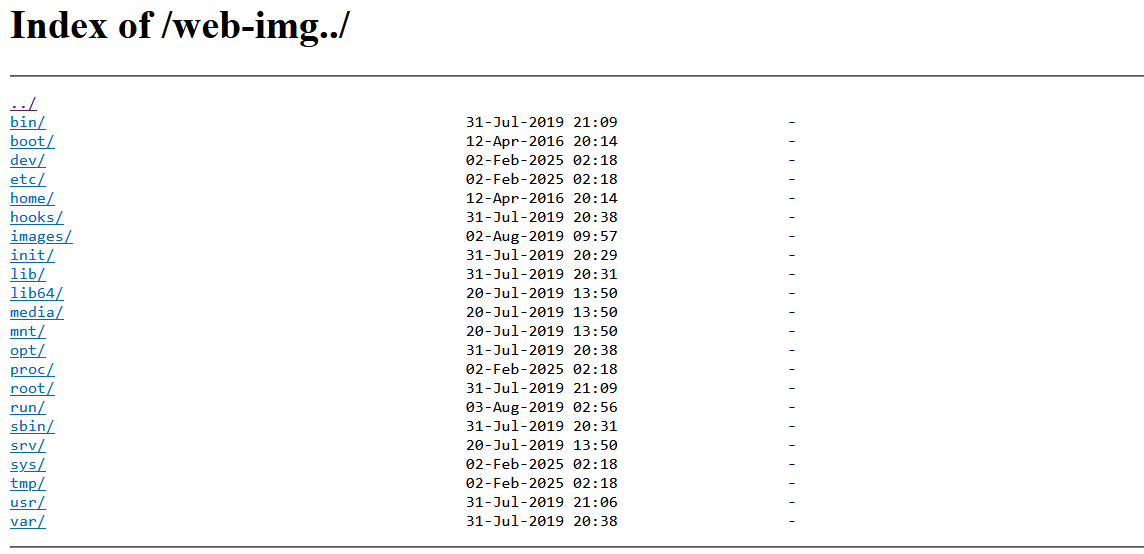 Index of /web-img../
../
bin/ 31-Jul-2019 21:09 -
boot/ 12-Apr-2016 20:14 -
dev/ 02-Feb-2025 02:18 -
etc/ 02-Feb-2025 02:18 -
home/ 12-Apr-2016 20:14 -
hooks/ 31-Jul-2019 20:38 -
images/ 02-Aug-2019 09:57 -
init/ 31-Jul-2019 20:29 -
lib/ 31-Jul-2019 20:31 -
lib64/ 20-Jul-2019 13:50 -
media/ 20-Jul-2019 13:50 -
mnt/ 20-Jul-2019 13:50 -
opt/ 31-Jul-2019 20:38 -
proc/ 02-Feb-2025 02:18 -
root/ 31-Jul-2019 21:09 -
run/ 03-Aug-2019 02:56 -
sbin/ 31-Jul-2019 20:31 -
srv/ 20-Jul-2019 13:50 -
sys/ 02-Feb-2025 02:18 -
tmp/ 02-Feb-2025 02:18 -
usr/ 31-Jul-2019 21:06 -
var/ 31-Jul-2019 20:38 -